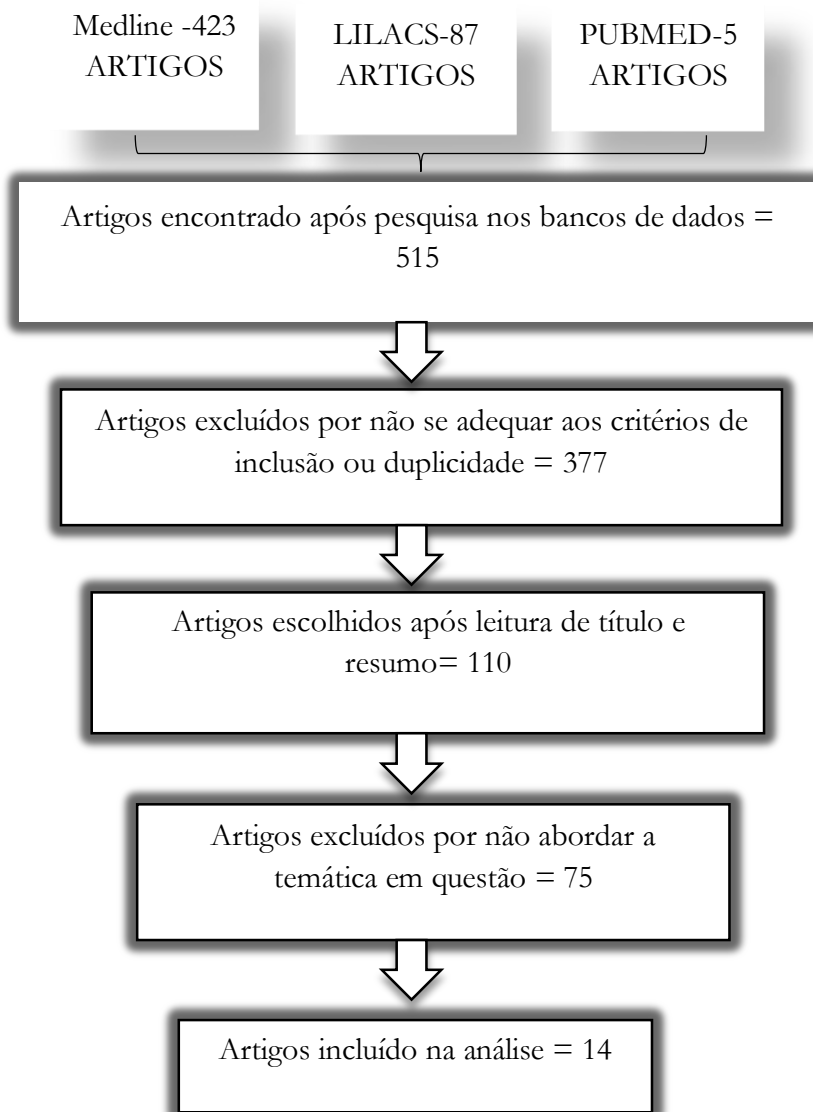 Medline -423
ARTIGOS
LILACS-87
ARTIGOS
PUBMED-5
ARTIGOS
Artigos encontrado após pesquisa nos bancos de dados =
515
Artigos excluídos por não se adequar aos critérios de
inclusão ou duplicidade = 377
Artigos escolhidos após leitura de título e
resumo= 110
Artigos excluídos por não abordar a
temática em questão = 75
Artigos incluído na análise = 14